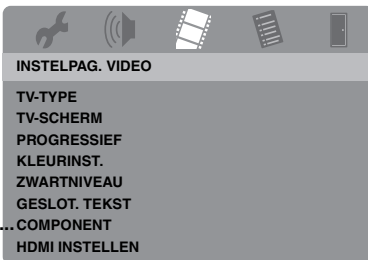 INSTELPAG. VIDEO
TV-TYPE
TV-SCHERM
PROGRESSIEF
KLEURINST.
ZWARTNIVEAU
GESLOT. TEKST
...COMPONENT
HDMI INSTELLEN